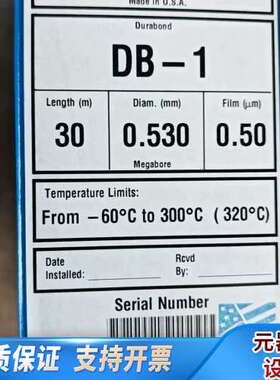 Made in U.S.A.
Durabond
DB-1
Length (m) Diam. (mm) Film (μm)
30 0.530 0.50
Megabore
Temperature Limits:
From -60°C to 300°C (320°C)
Date Rcvd
Installed: By:
Serial Number
质保证 支持开票